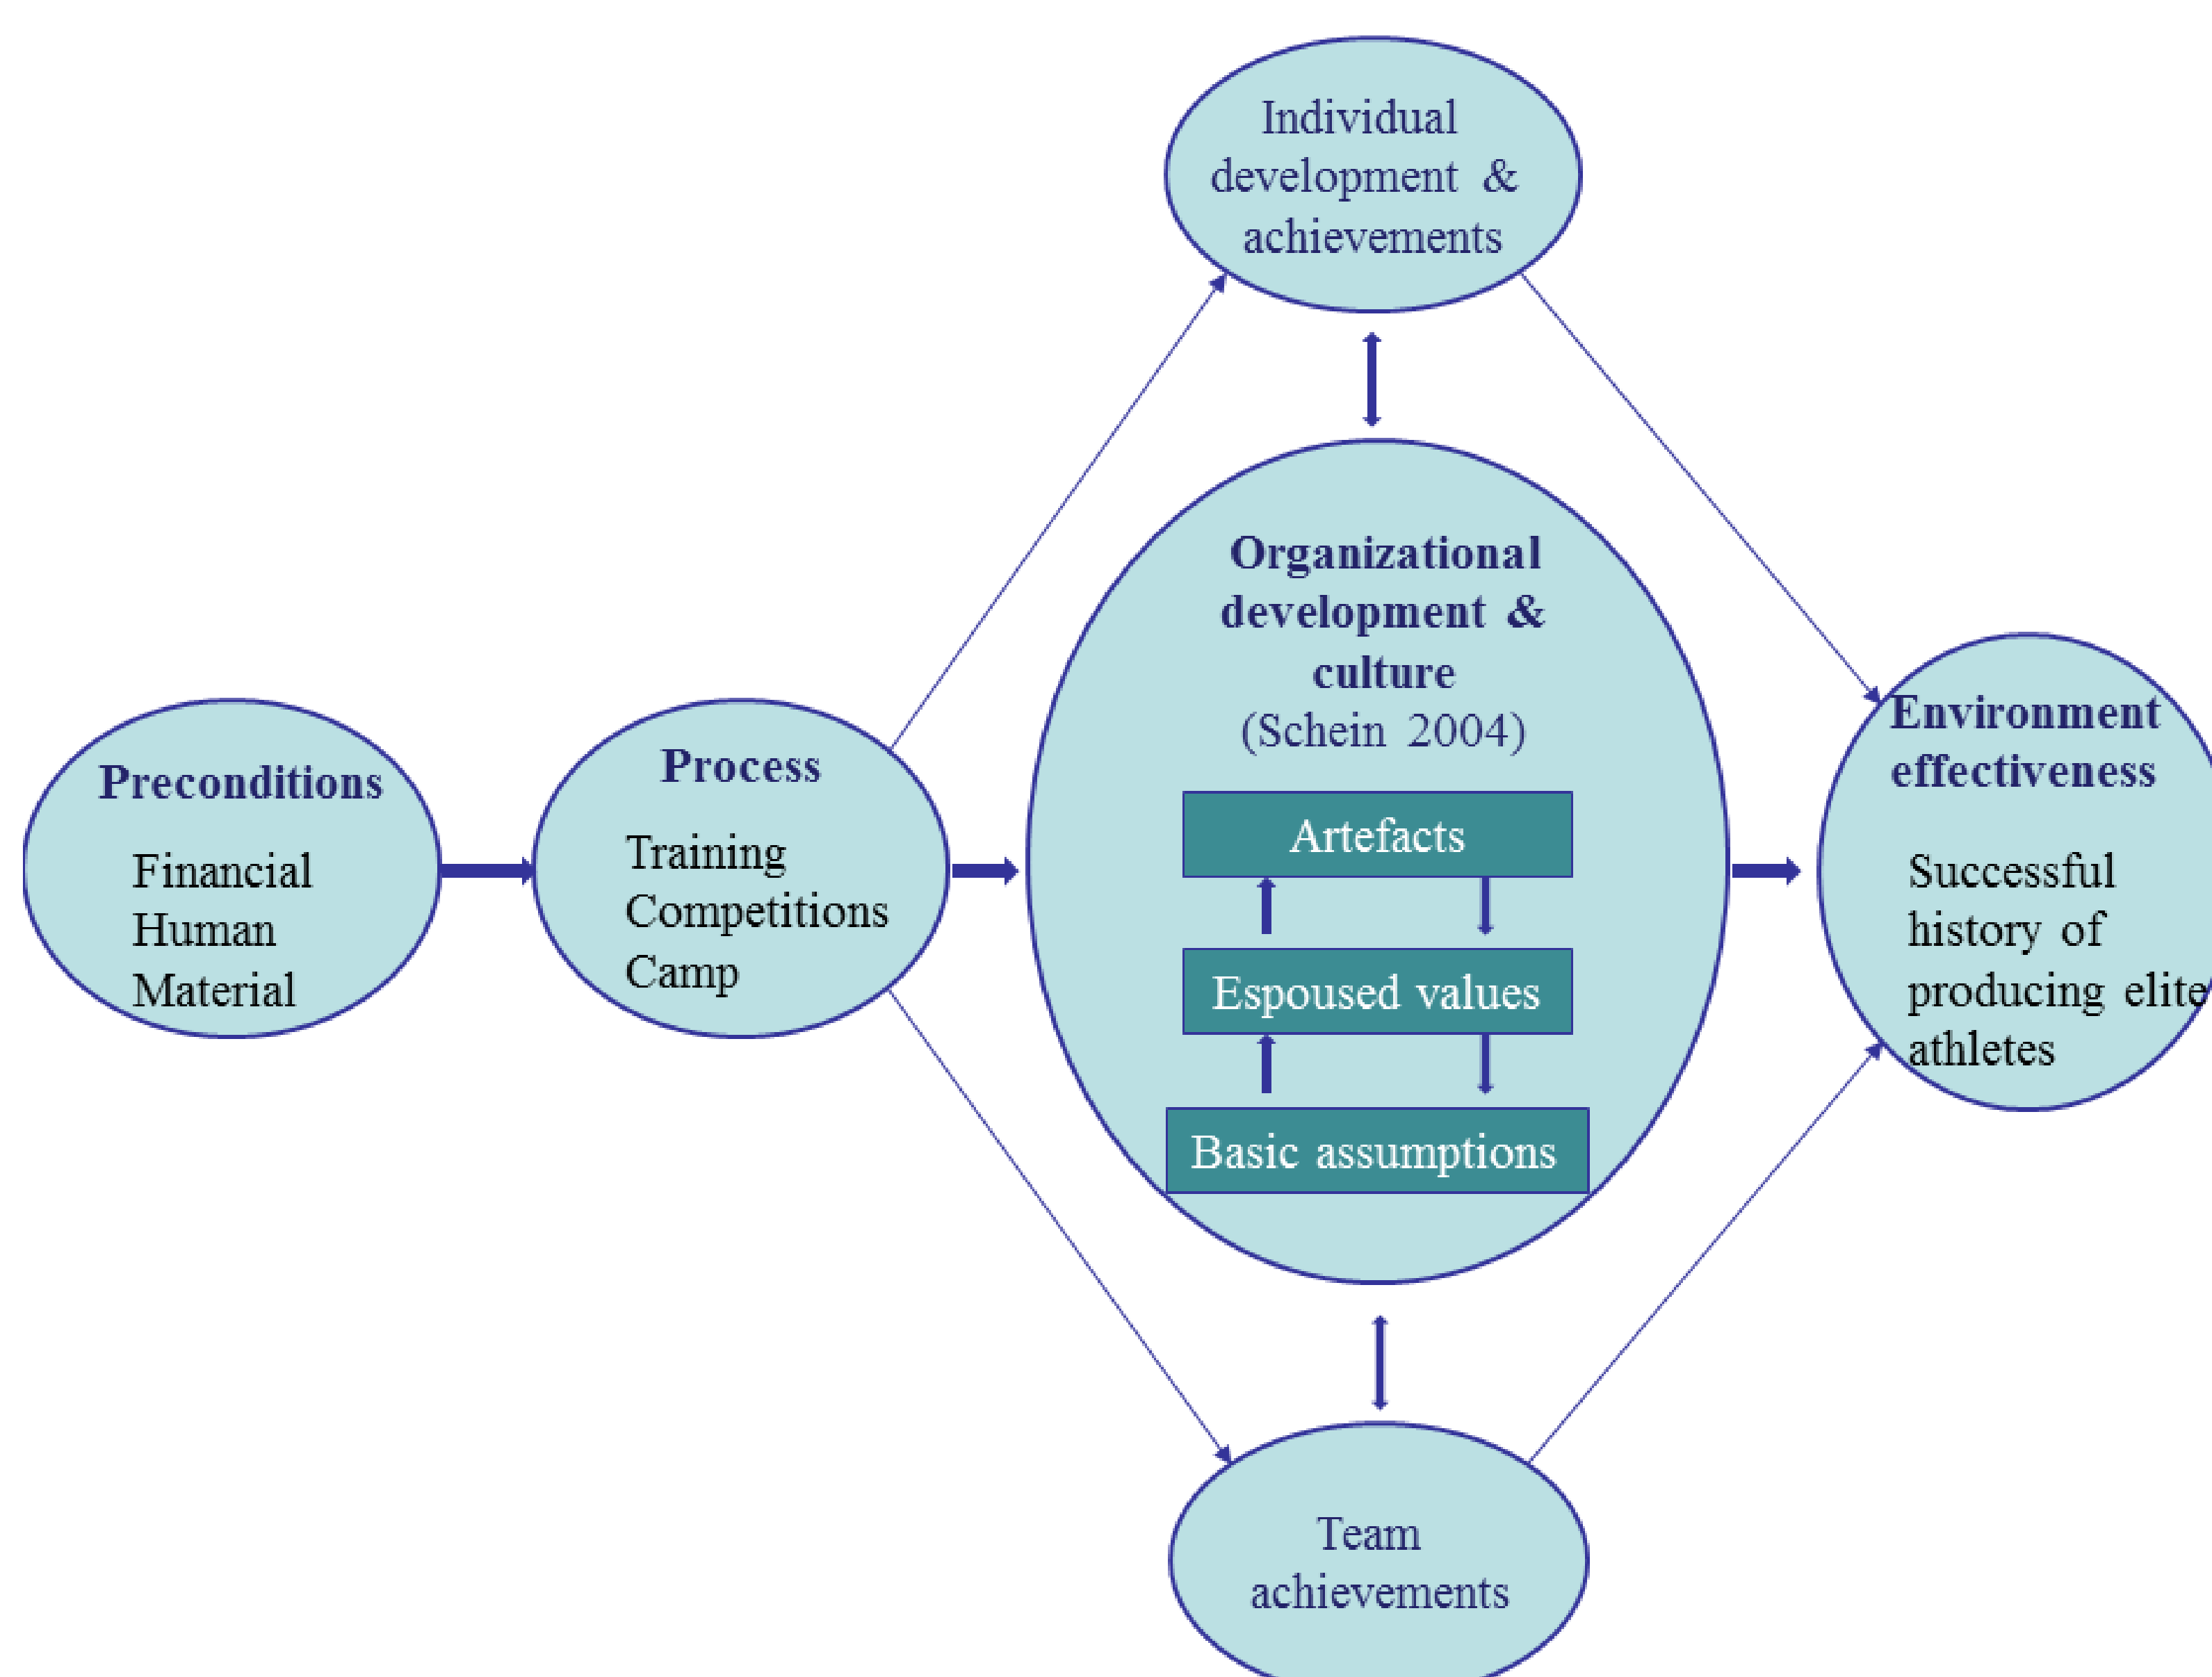 Individual
development &
achievements
Preconditions
Financial
Human
Material
Process
Training
Competitions
Camp
Organizational
development &
culture
(Schein 2004)
Artefacts
Espoused values
Basic assumptions
Environment
effectiveness
Successful
history of
producing elite
athletes
Team
achievements